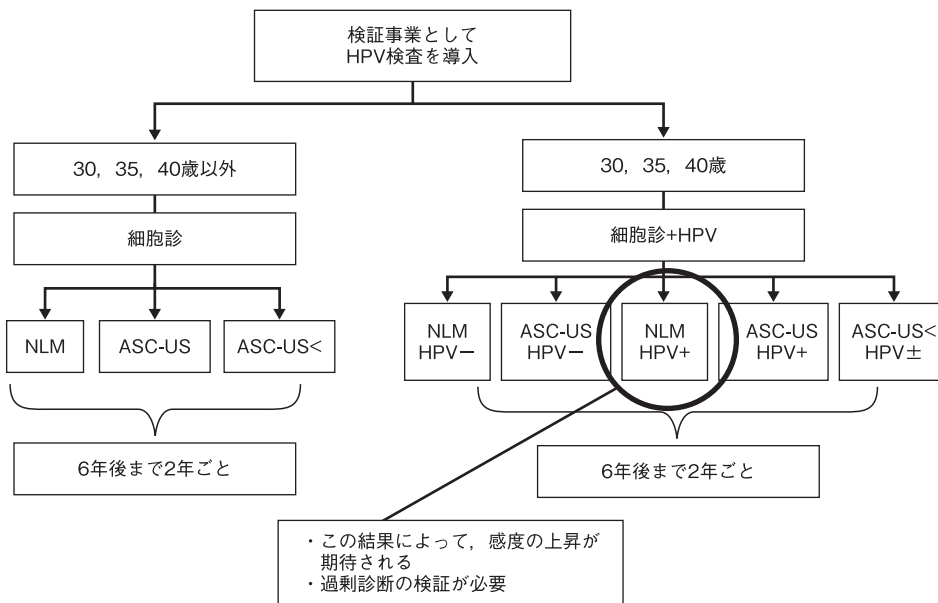 検証事業として
HPV検査を導入
30，35，40歳以外
30，35，40歳
細胞診
細胞診+HPV
NLM
ASC-US
ASC-US<
NLM
HPV−
ASC-US
HPV−
NLM
HPV+
ASC-US
HPV+
ASC-US<
HPV±
6年後まで2年ごと
6年後まで2年ごと
・この結果によって，感度の上昇が
期待される
・過剰診断の検証が必要